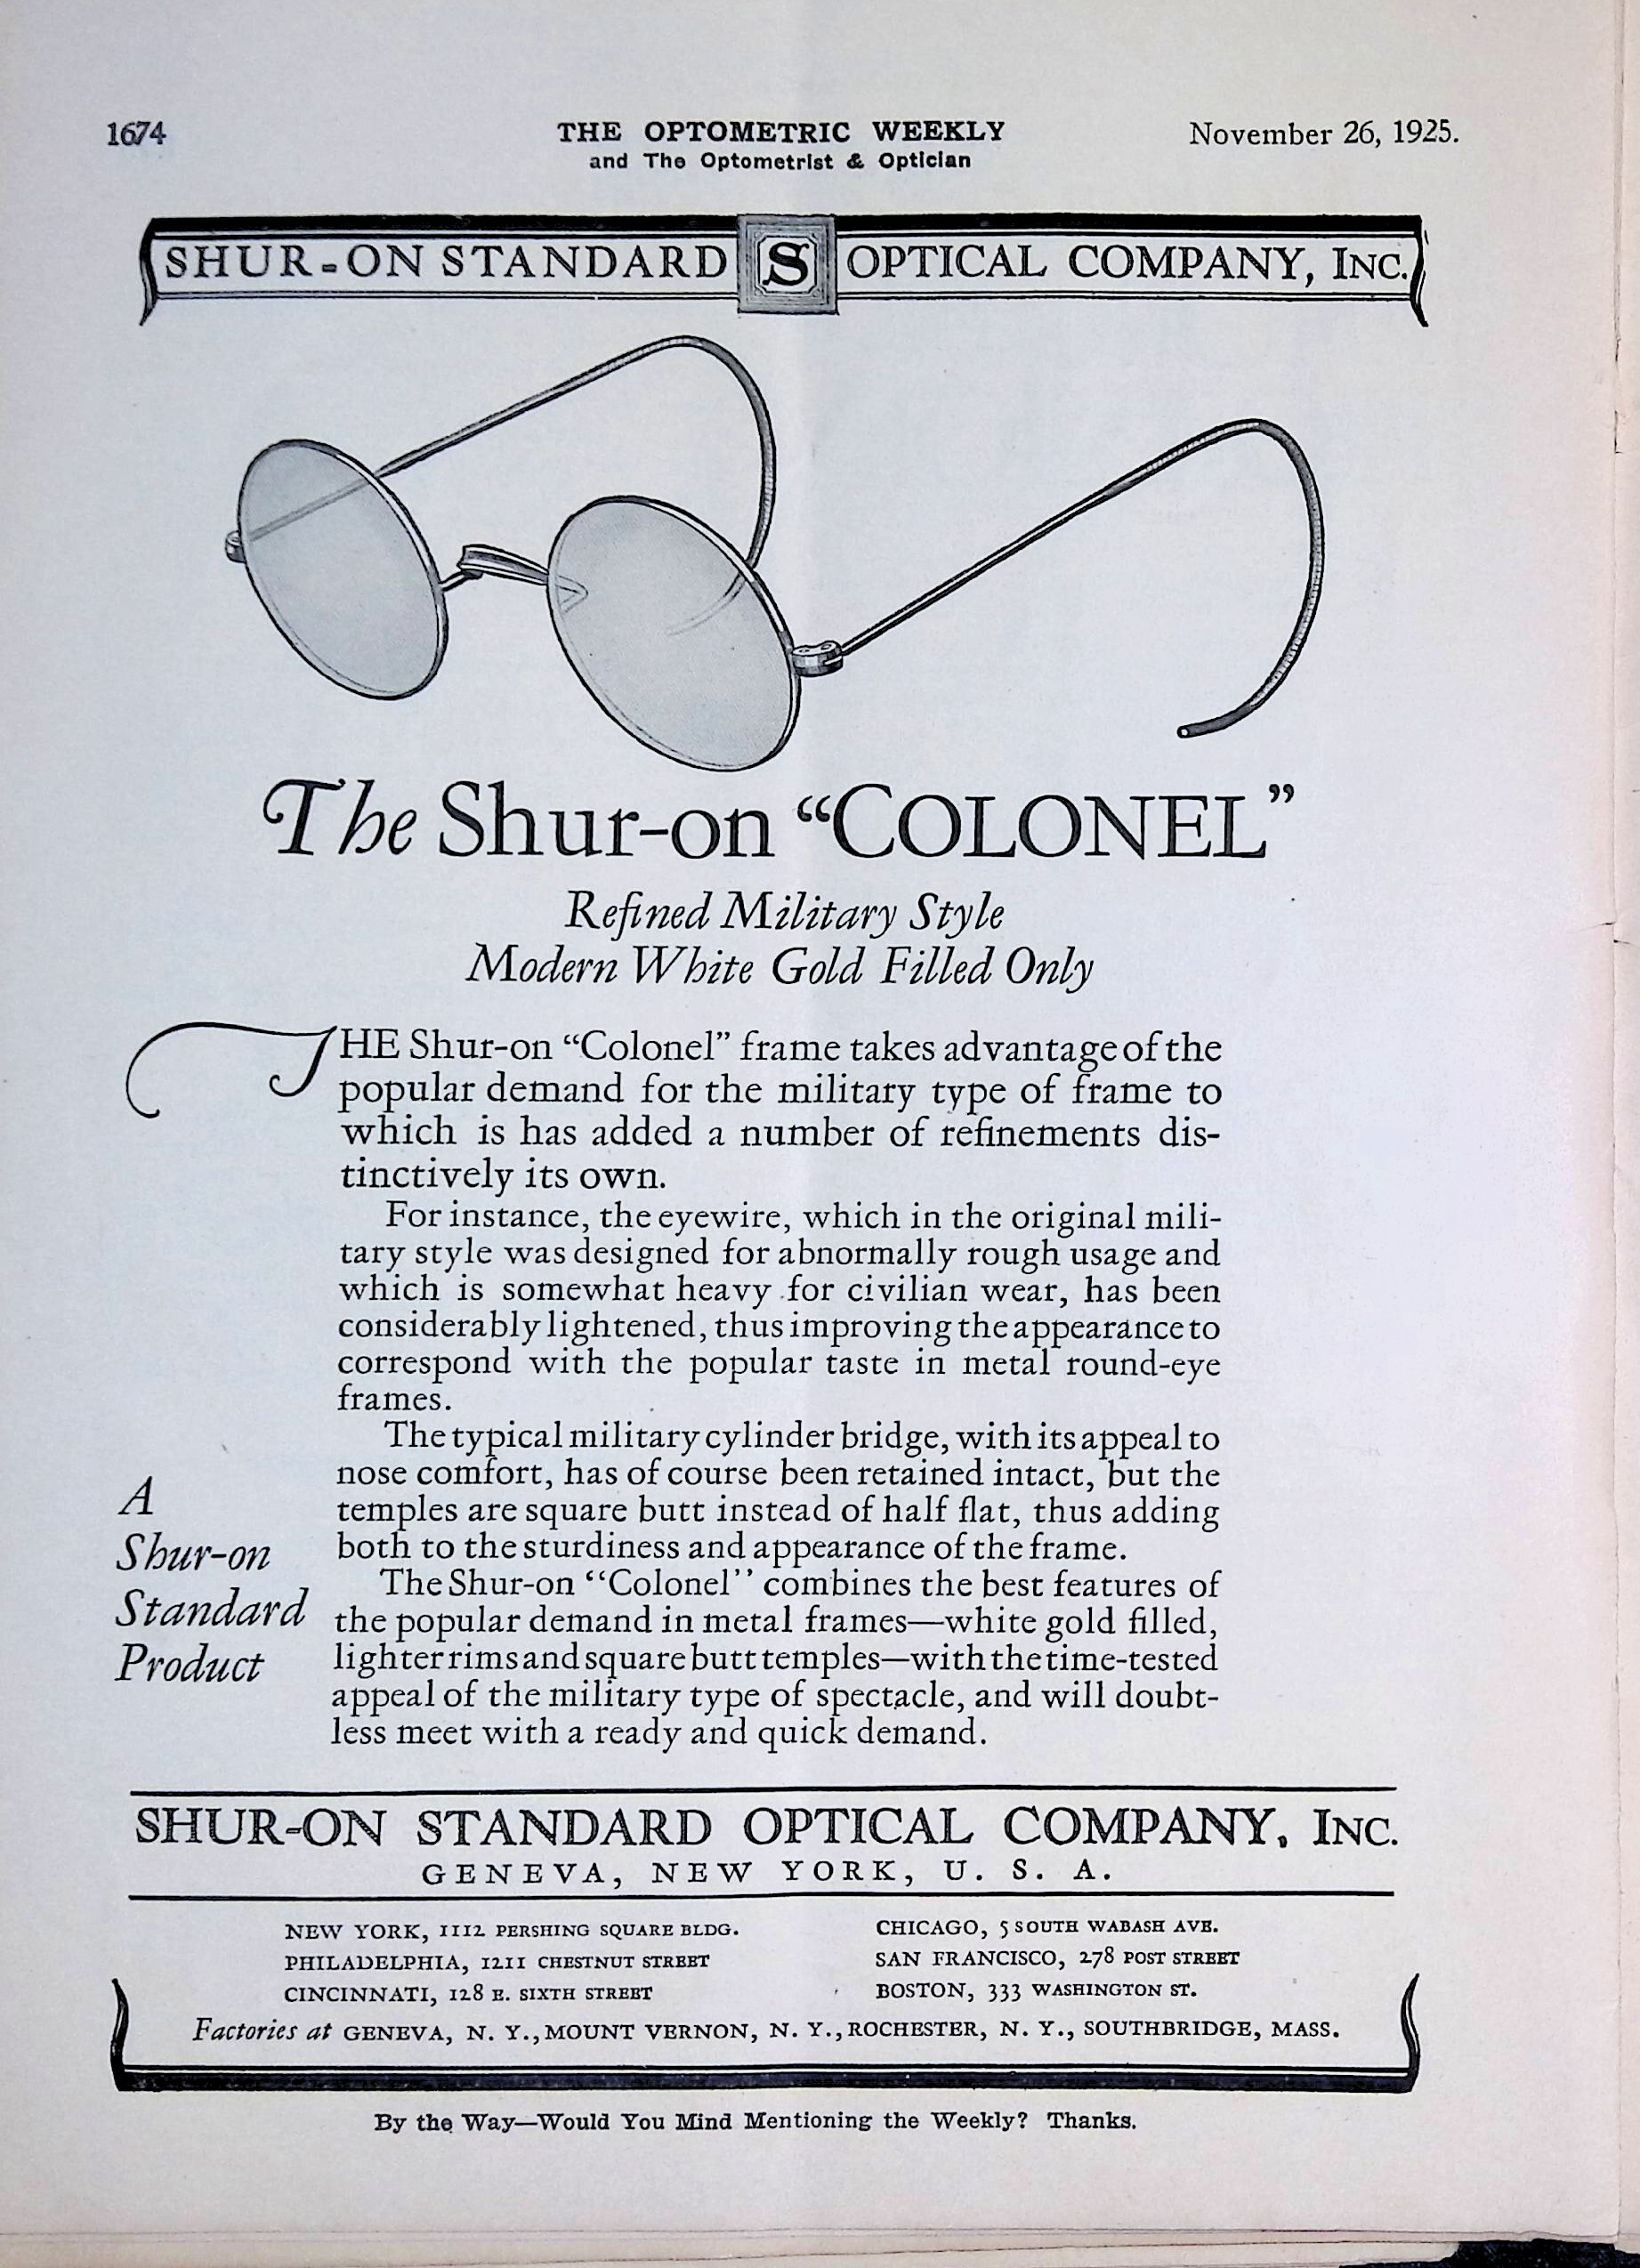 1674
THE OPTOMETRIC WEEKLY
and The Optometrist & Optician
November 26, 1925.
SHUR-ON STANDARD S OPTICAL COMPANY, INC.
The Shur-on “COLONEL”
Refined Military Style
Modern White Gold Filled Only
THE Shur-on “Colonel” frame takes advantage of the
popular demand for the military type of frame to
which is has added a number of refinements dis-
tinctively its own.
For instance, the eyewire, which in the original mili-
tary style was designed for abnormally rough usage and
which is somewhat heavy for civilian wear, has been
considerably lightened, thus improving the appearance to
correspond with the popular taste in metal round-eye
frames.
The typical military cylinder bridge, with its appeal to
nose comfort, has of course been retained intact, but the
temples are square butt instead of half flat, thus adding
both to the sturdiness and appearance of the frame.
The Shur-on “Colonel” combines the best features of
the popular demand in metal frames—white gold filled,
lighter rims and square butt temples—with the time-tested
appeal of the military type of spectacle, and will doubt-
less meet with a ready and quick demand.
A
Shur-on
Standard
Product
SHUR-ON STANDARD OPTICAL COMPANY, INC.
GENEVA, NEW YORK, U. S. A.
NEW YORK, 1112 PERSHING SQUARE BLDG.
PHILADELPHIA, 1211 CHESTNUT STREET
CINCINNATI, 128 E. SIXTH STREET
CHICAGO, 5 SOUTH WABASH AVE.
SAN FRANCISCO, 278 POST STREET
BOSTON, 333 WASHINGTON ST.
Factories at GENEVA, N. Y., MOUNT VERNON, N. Y., ROCHESTER, N. Y., SOUTHBRIDGE, MASS.
By the Way—Would You Mind Mentioning the Weekly? Thanks.